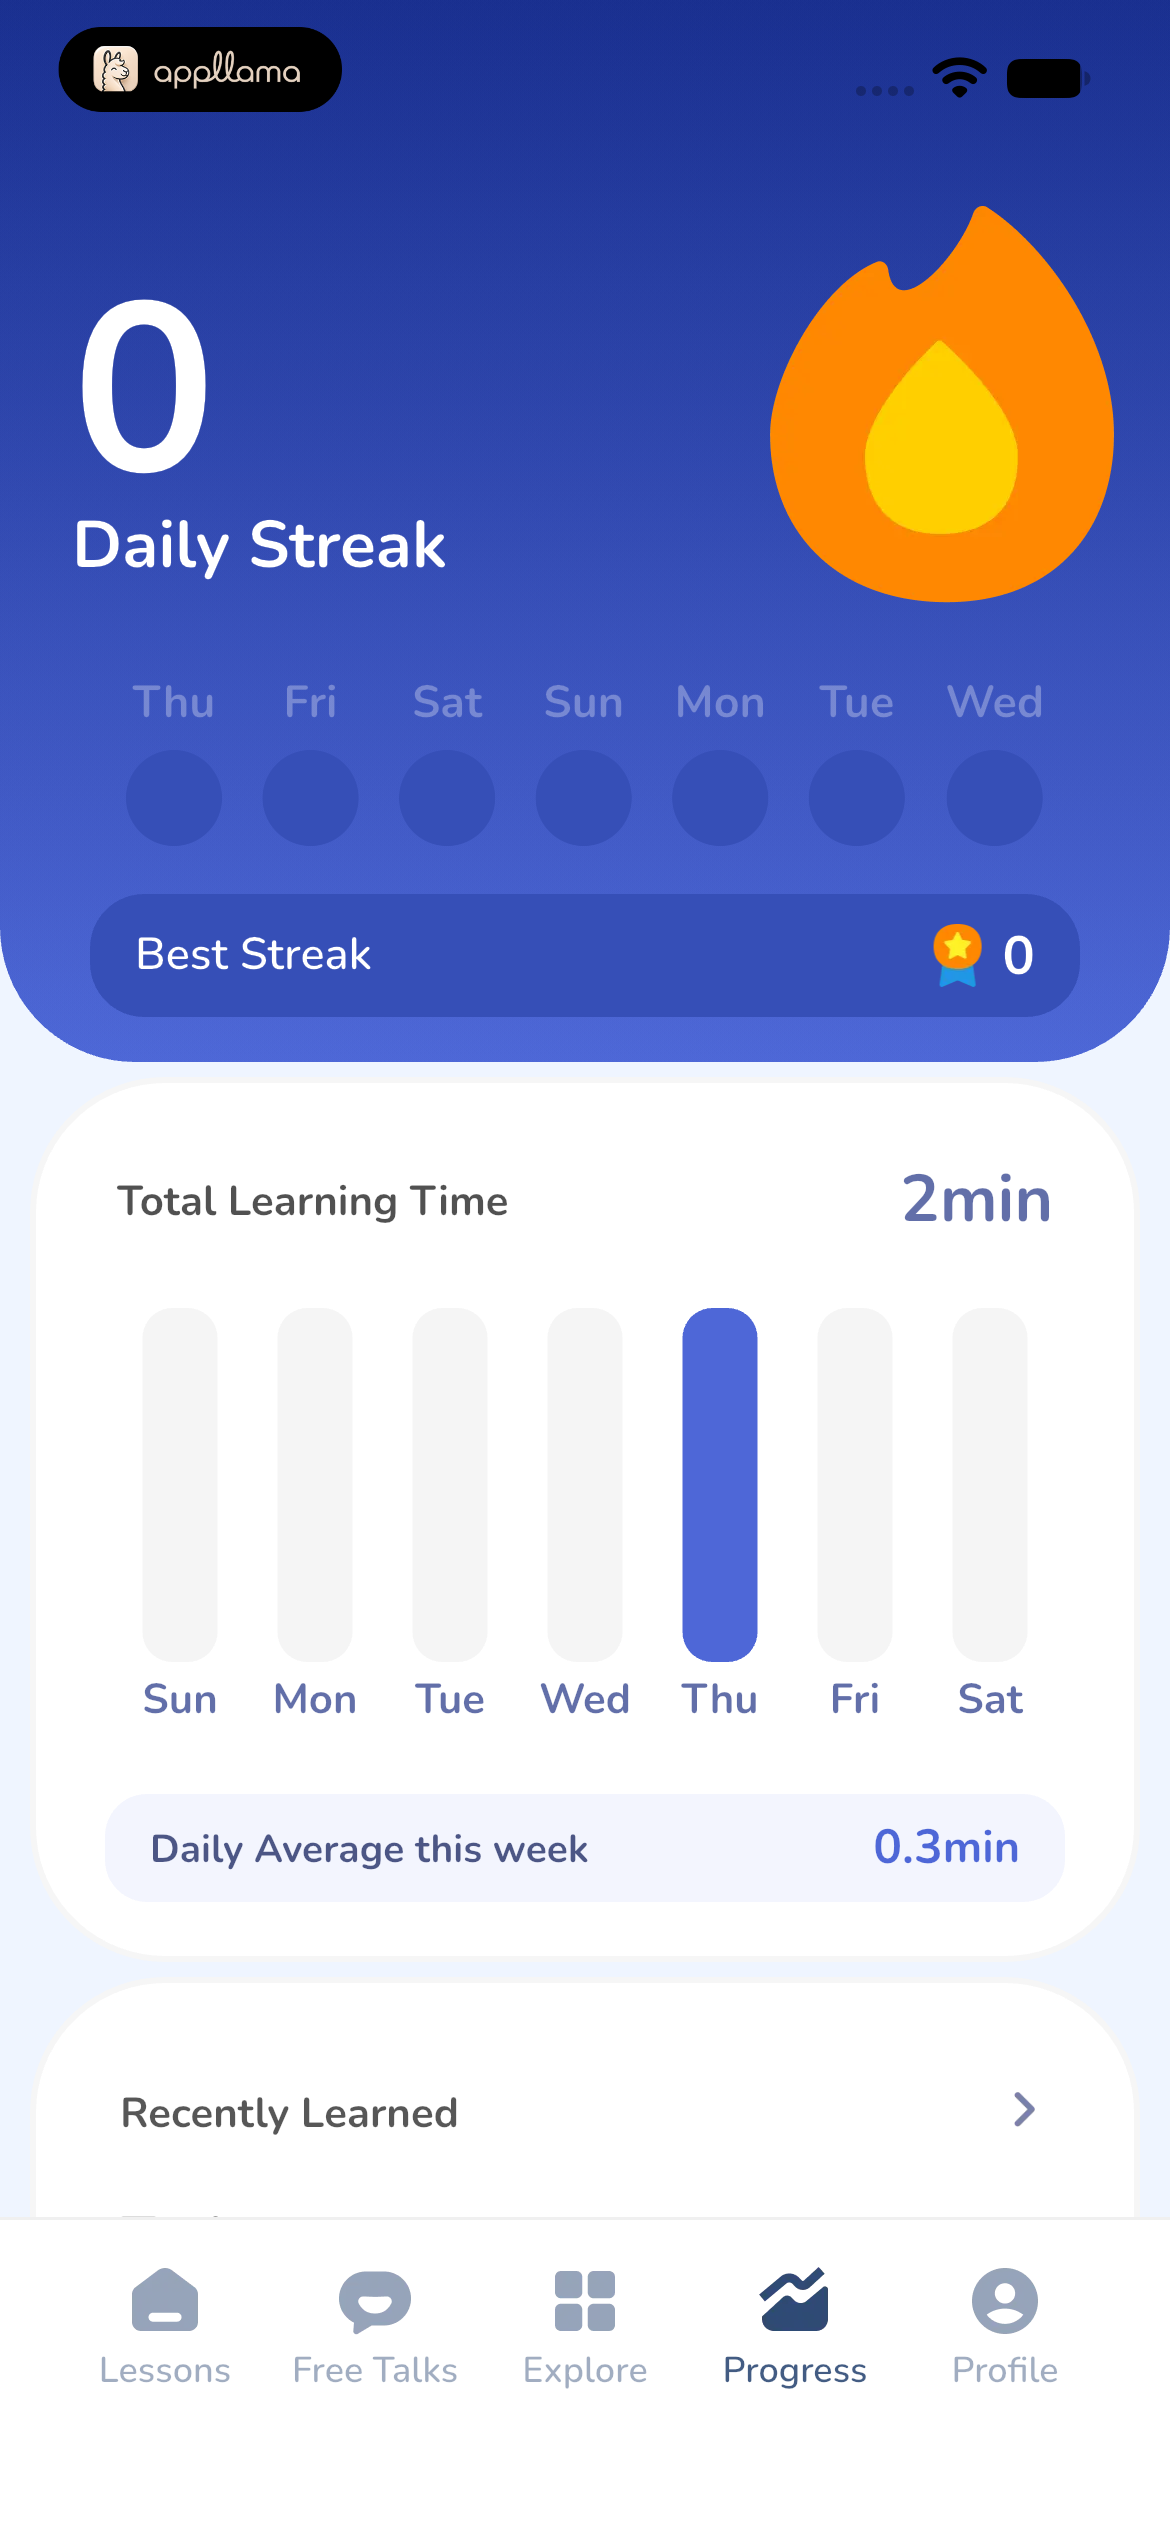 appllama
0
Daily Streak
Thu Fri Sat Sun Mon Tue Wed
Best Streak 0
Total Learning Time 2min
Sun Mon Tue Wed Thu Fri Sat
Daily Average this week 0.3min
Recently Learned
Lessons Free Talks Explore Progress Profile